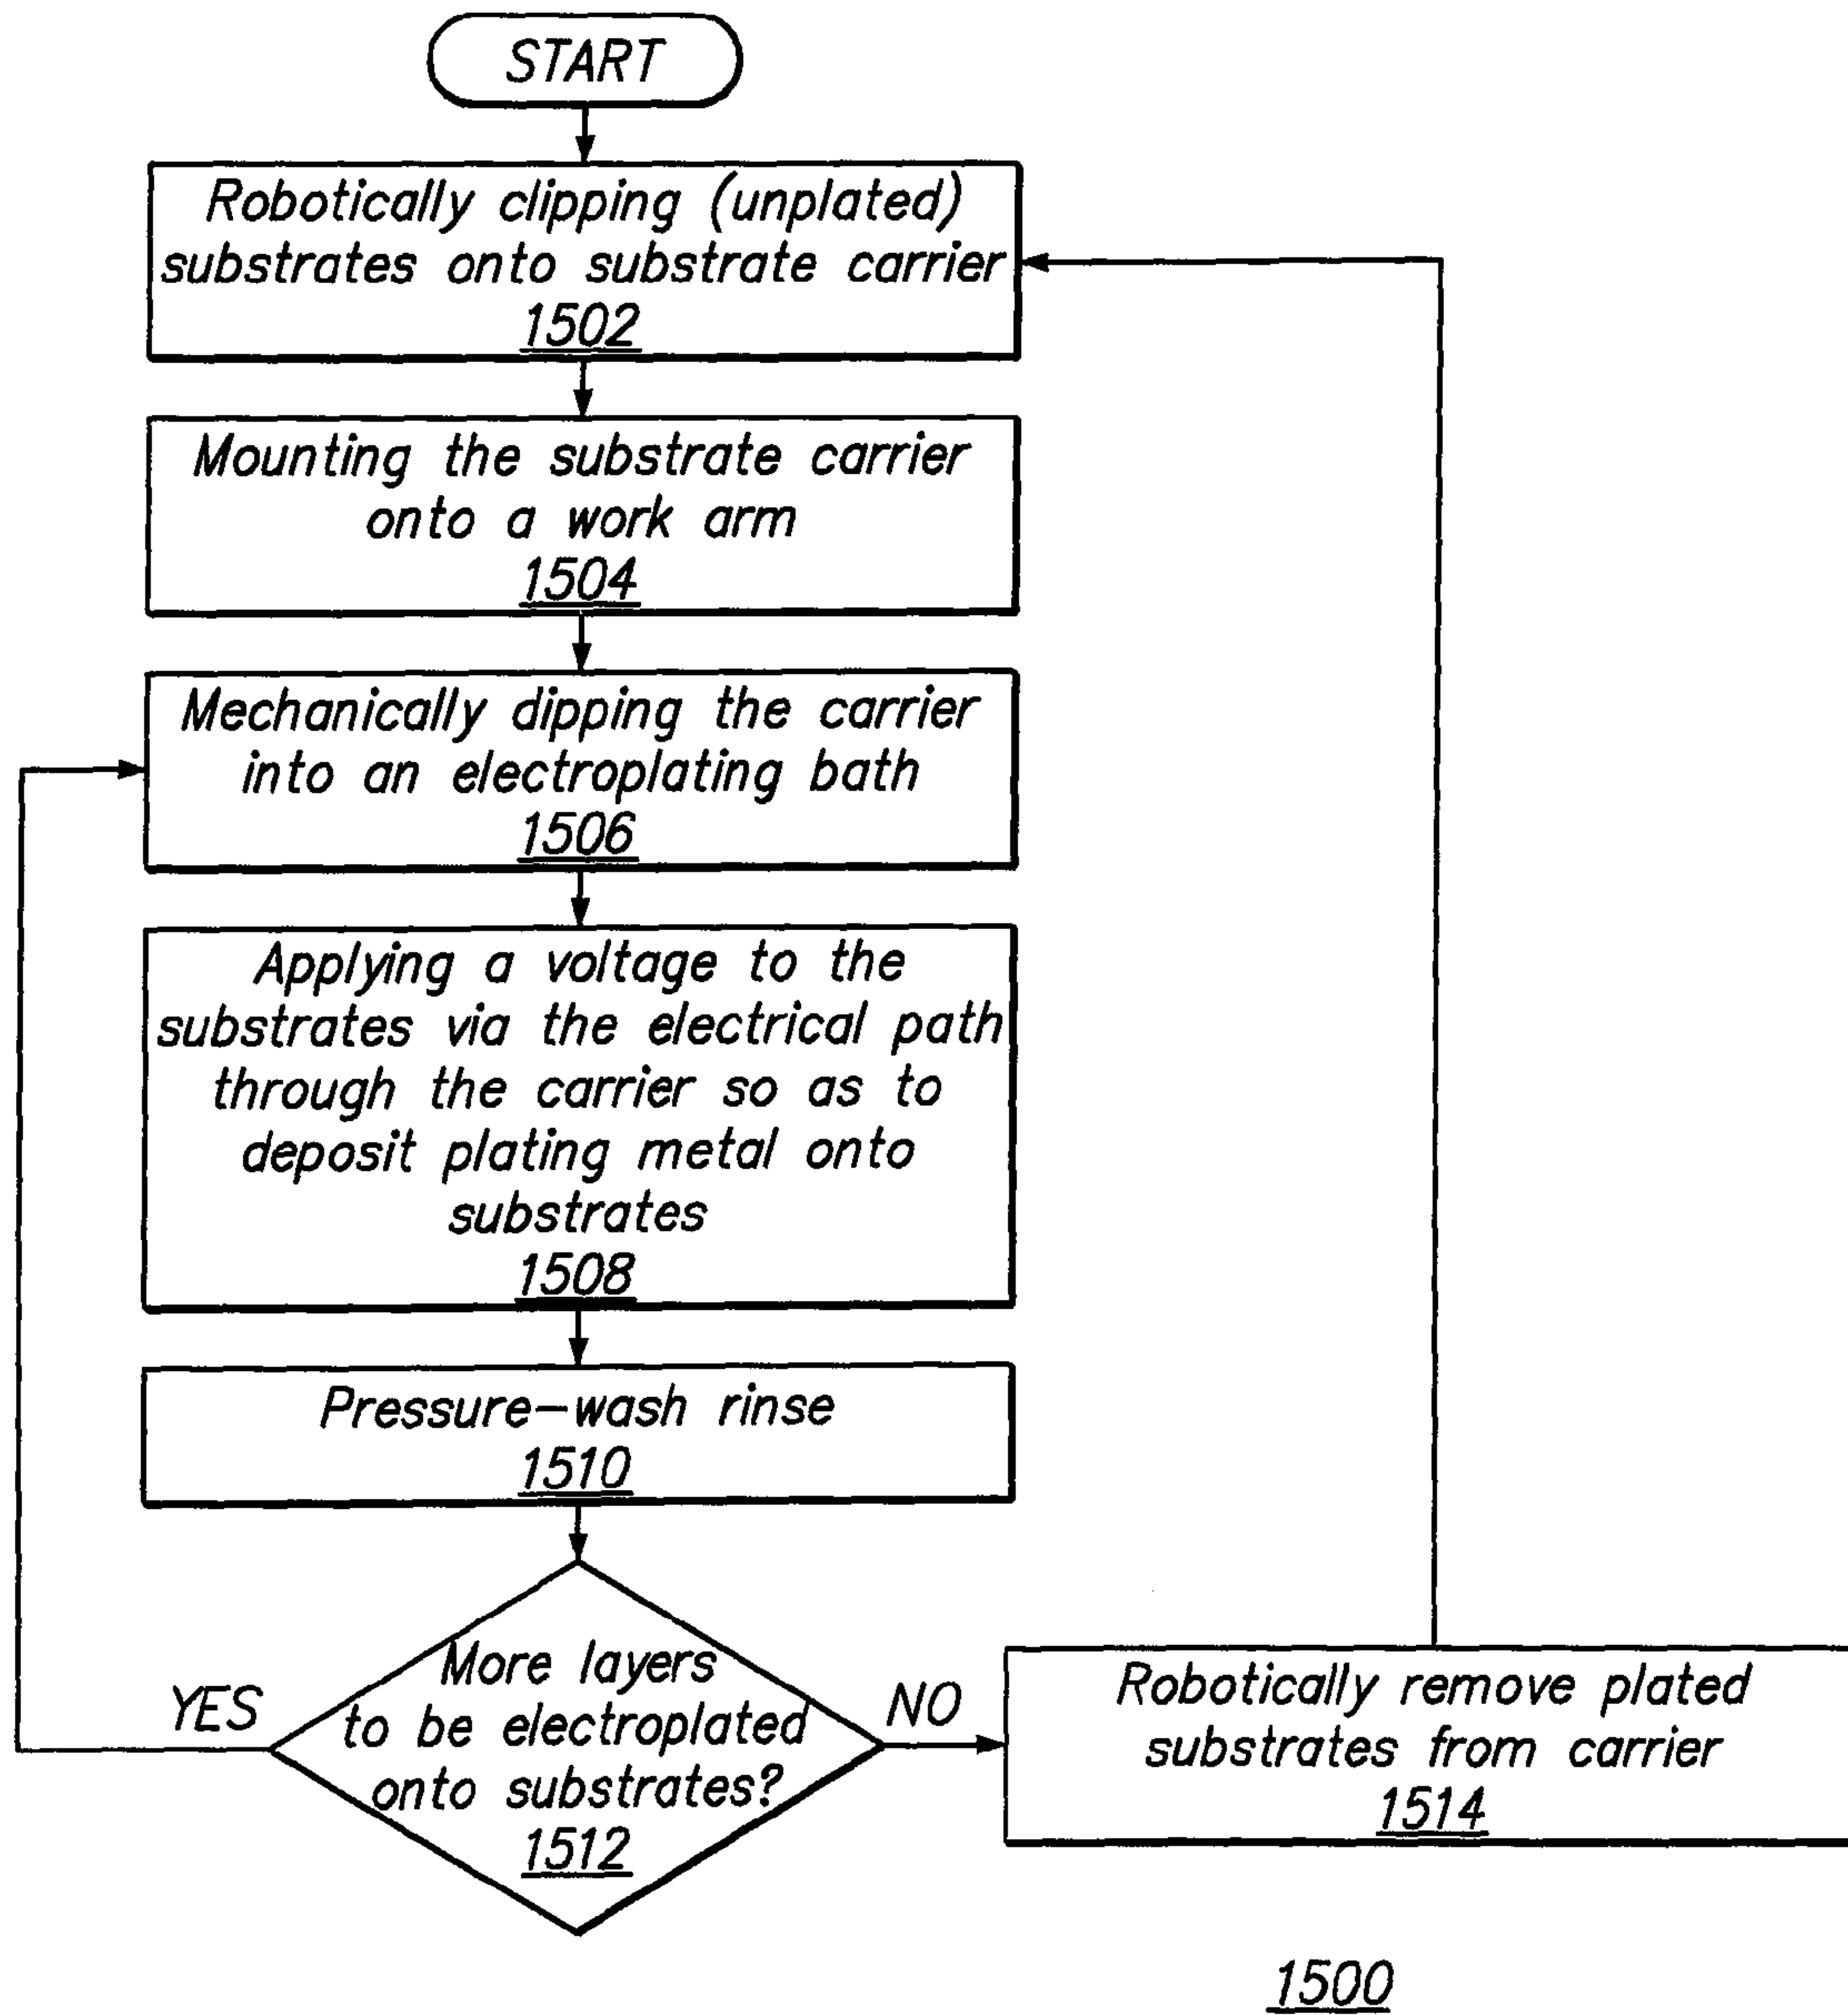 START
Robotically clipping (unplated)
substrates onto substrate carrier
1502
Mounting the substrate carrier
onto a work arm
1504
Mechanically dipping the carrier
into an electroplating bath
1506
Applying a voltage to the
substrates via the electrical path
through the carrier so as to
deposit plating metal onto
substrates
1508
Pressure-wash rinse
1510
More layers
to be electroplated
onto substrates?
1512
YES
NO
Robotically remove plated
substrates from carrier
1514
1500